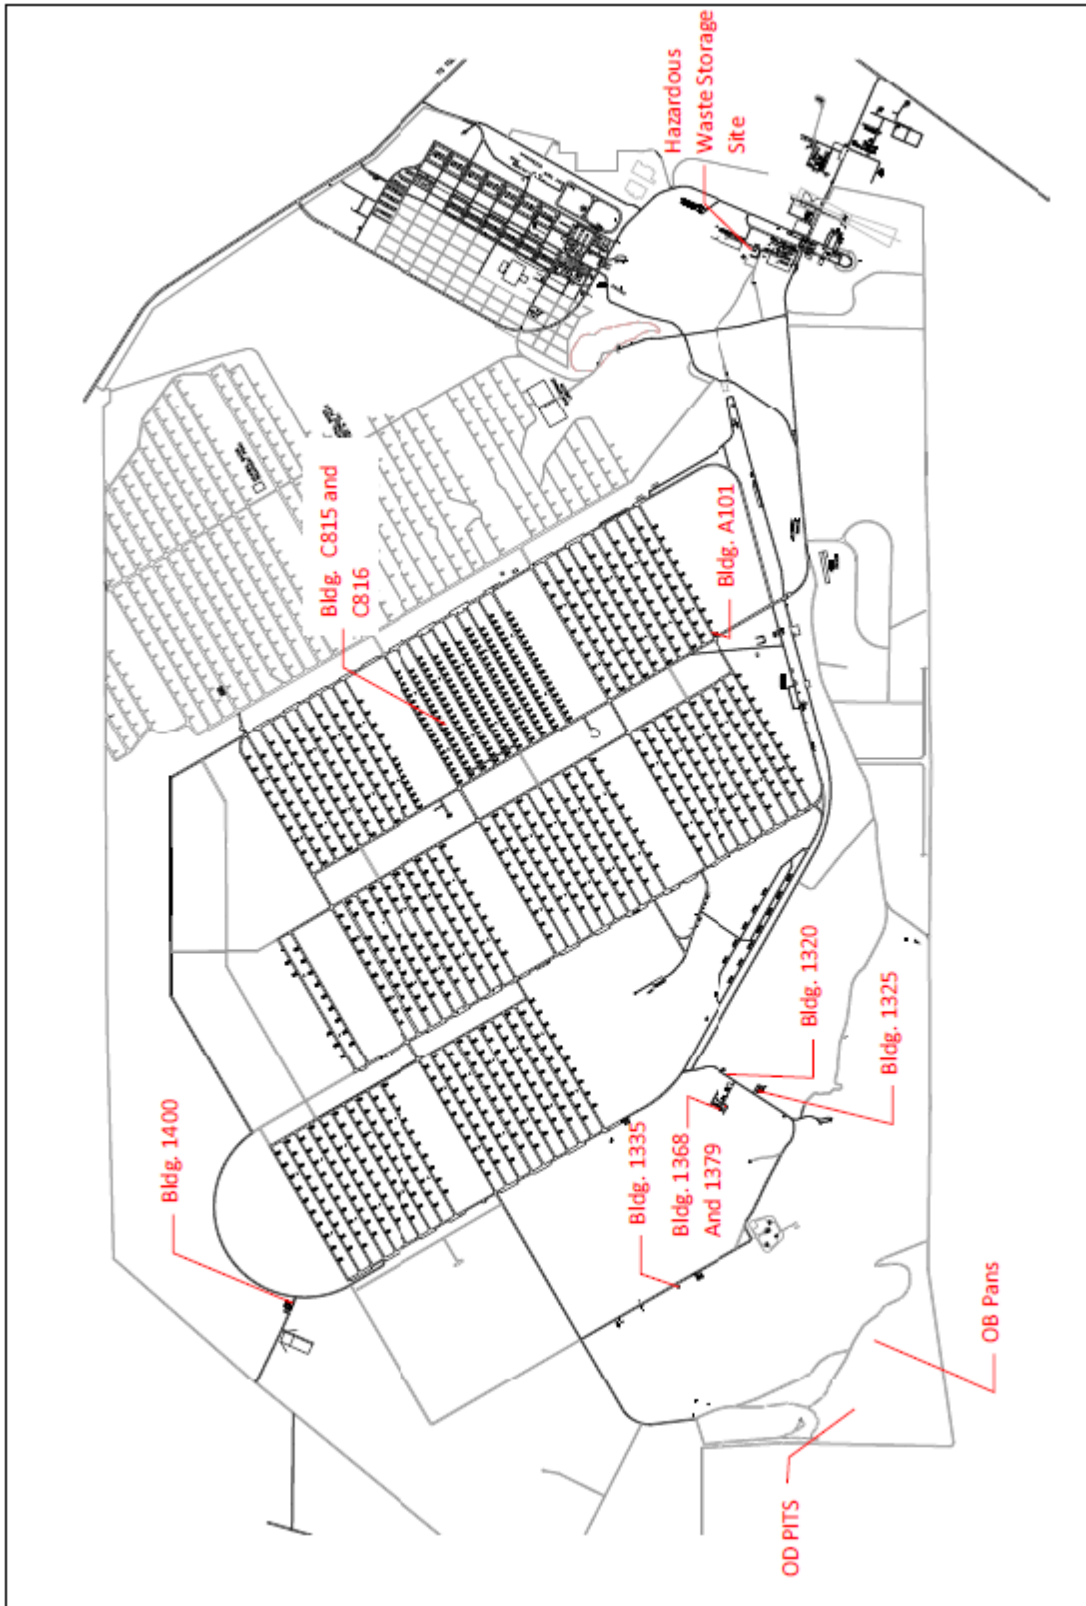 Hazardous
Waste Storage
Site
Bldg. C815 and
C816
Bldg. A101
Bldg. 1320
Bldg. 1325
Bldg. 1400
Bldg. 1335
Bldg. 1368
And 1379
OB Pans
OD PITS